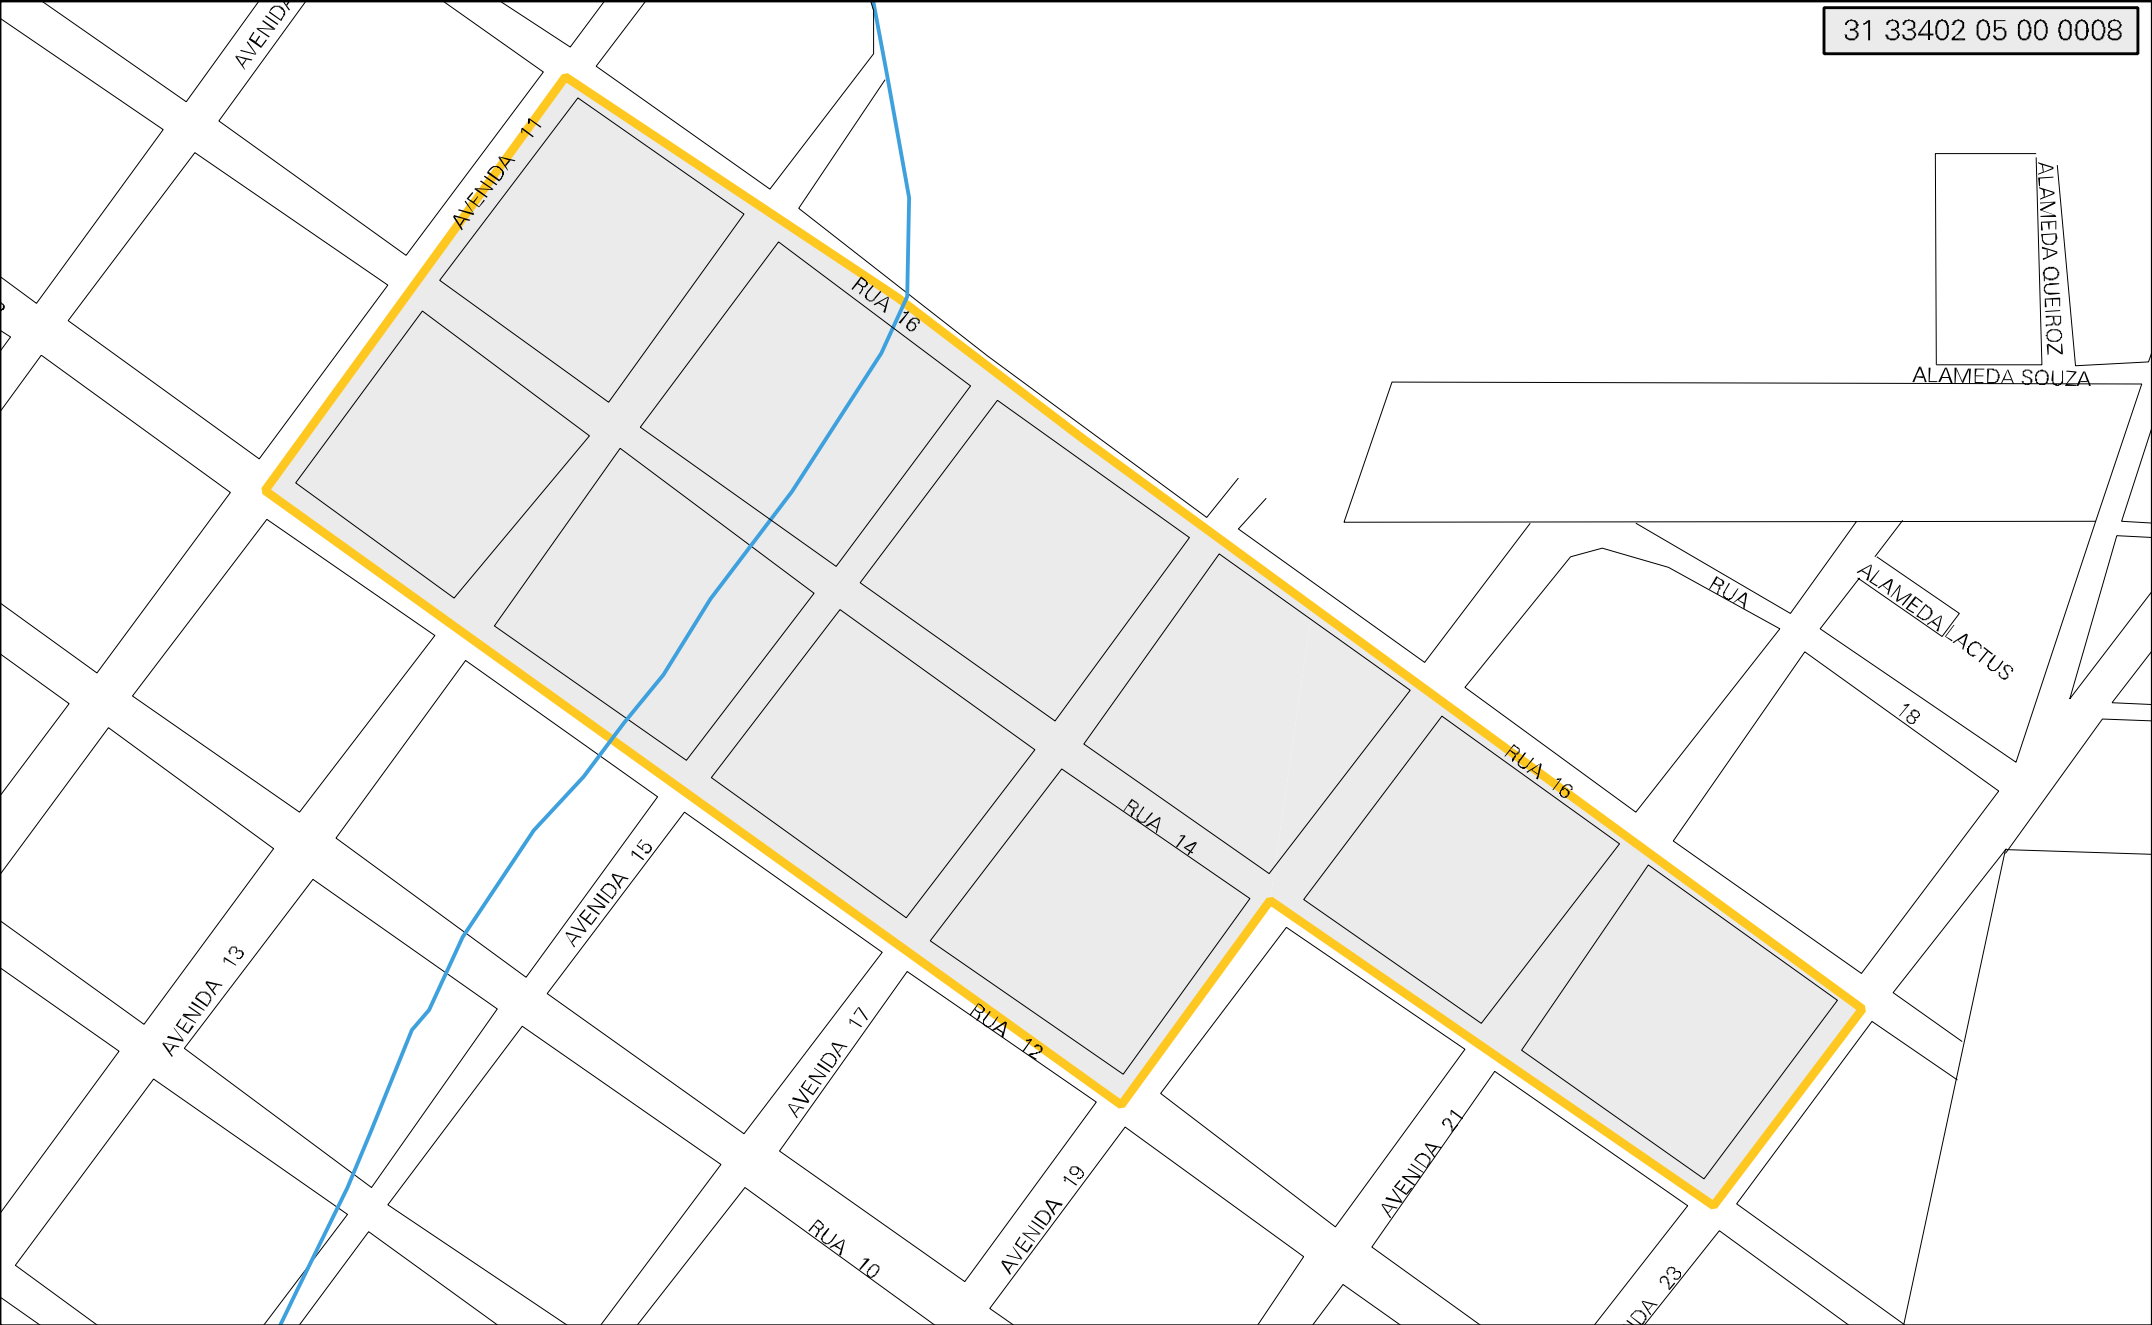 31 33402 05 00 0008
AVENIDA
AVENIDA 11
ALAMEDA QUEIROZ
RUA 16
ALAMEDA SOUZA
RUA
ALAMEDA LACTUS
18
RUA 16
RUA 14
AVENIDA 15
AVENIDA 13
RUA 12
AVENIDA 17
AVENIDA 21
AVENIDA 19
RUA 10
IDA 23